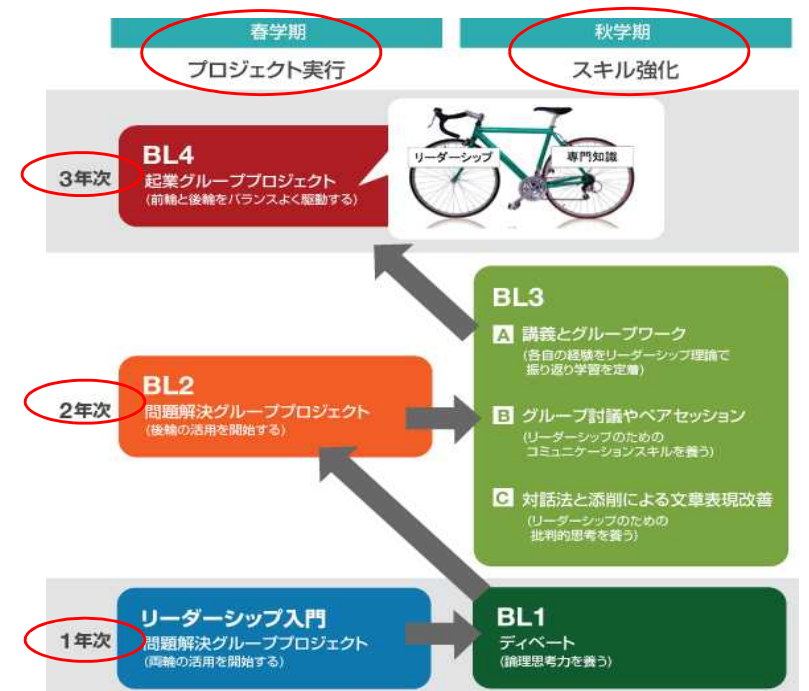 春学期
秋学期
プロジェクト実行
スキル強化
3年次
BL4
起業グループプロジェクト
(前輪と後輪をバランスよく駆動する)
リーダーシップ
専門知識
2年次
BL2
問題解決グループプロジェクト
(後輪の活用を開始する)
BL3
A 講義とグループワーク
(各自の経験をリーダーシップ理論で
振り返り学習を定着)
B グループ討議やペアセッション
(リーダーシップのための
コミュニケーションスキルを養う)
C 対話法と添削による文章表現改善
(リーダーシップのための
批判的思考を養う)
1年次
リーダーシップ入門
問題解決グループプロジェクト
(両輪の活用を開始する)
BL1
ディベート
(論理思考力を養う)